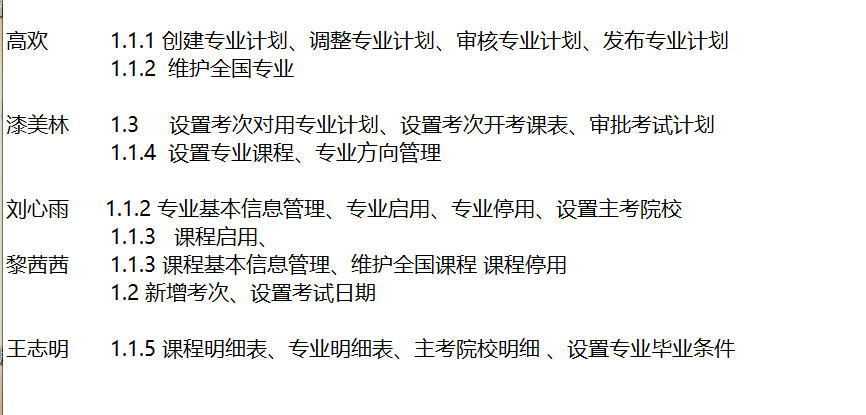 高欢 1.1.1 创建专业计划、调整专业计划、审核专业计划、发布专业计划
1.1.2 维护全国专业
漆美林 1.3 设置考次对用专业计划、设置考次开考课表、审批考试计划
1.1.4 设置专业课程、专业方向管理
刘心雨 1.1.2 专业基本信息管理、专业启用、专业停用、设置主考院校
1.1.3 课程启用、
黎茜茜 1.1.3 课程基本信息管理、维护全国课程 课程停用
1.2 新增考次、设置考试日期
王志明 1.1.5 课程明细表、专业明细表、主考院校明细 、设置专业毕业条件